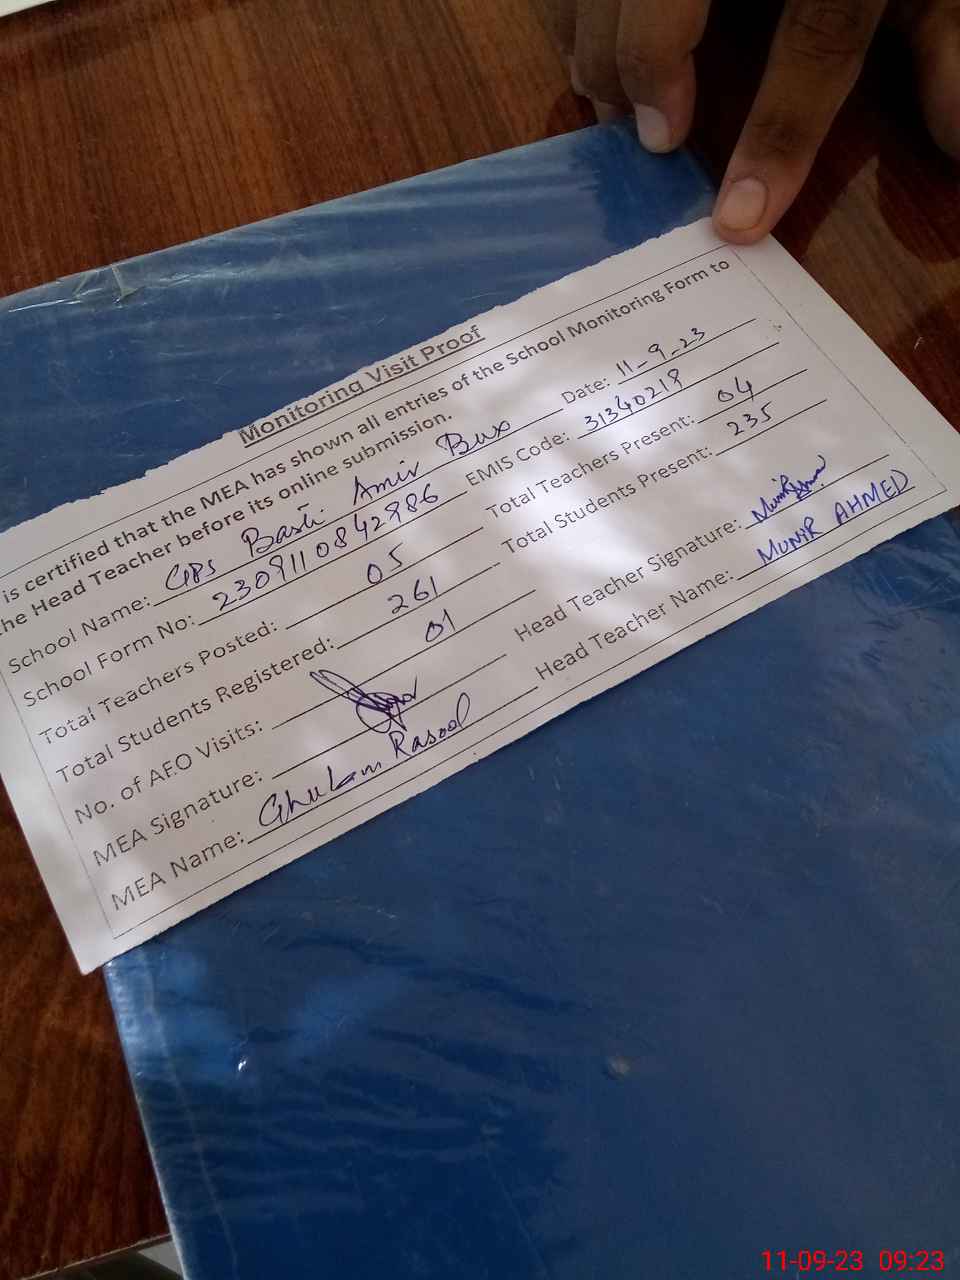 Monitoring Visit Proof
is certified that the MEA has shown all entries of the School Monitoring Form to
the Head Teacher before its online submission.
School Name: GPS Basti Amir Bux Date: 11-9-23
School Form No: 2309110842986 EMIS Code: 31340219
Total Teachers Posted: 05 Total Teachers Present: 04
Total Students Registered: 261 Total Students Present: 235
No. of AEO Visits: 01
MEA Signature: Head Teacher Signature:
MEA Name: Ghulam Rasool Head Teacher Name: MUNIR AHMED
11-09-23 09:23